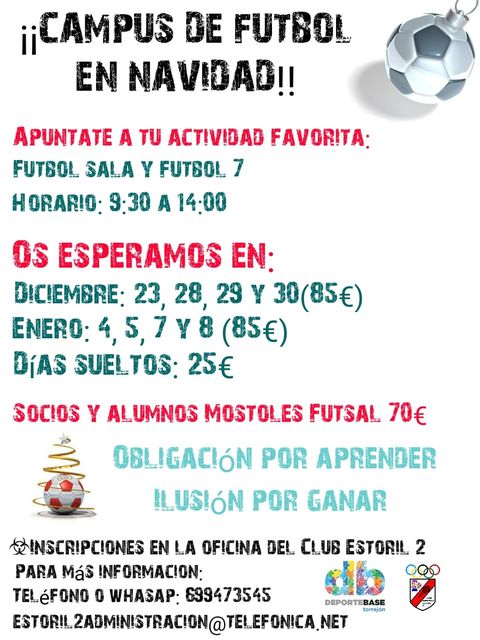 ¡¡CAMPUS DE FUTBOL
EN NAVIDAD!!
APUNTATE A TU ACTIVIDAD FAVORITA:
FUTBOL SALA Y FUTBOL 7
HORARIO: 9:30 A 14:00
OS ESPERAMOS EN:
DICIEMBRE: 23, 28, 29 Y 30(85€)
ENERO: 4, 5, 7 Y 8 (85€)
DÍAS SUELTOS: 25€
SOCIOS Y ALUMNOS MOSTOLES FUTSAL 70€
OBLIGACIÓN POR APRENDER
ILUSIÓN POR GANAR
INSCRIPCIONES EN LA OFICINA DEL CLUB ESTORIL 2
PARA MáS INFORMACION:
TELéFONO O WHASAP: 699473545
ESTORIL2ADMINISTRACION@TELEFONICA.NET
db
DEPORTEBASE
torrejón